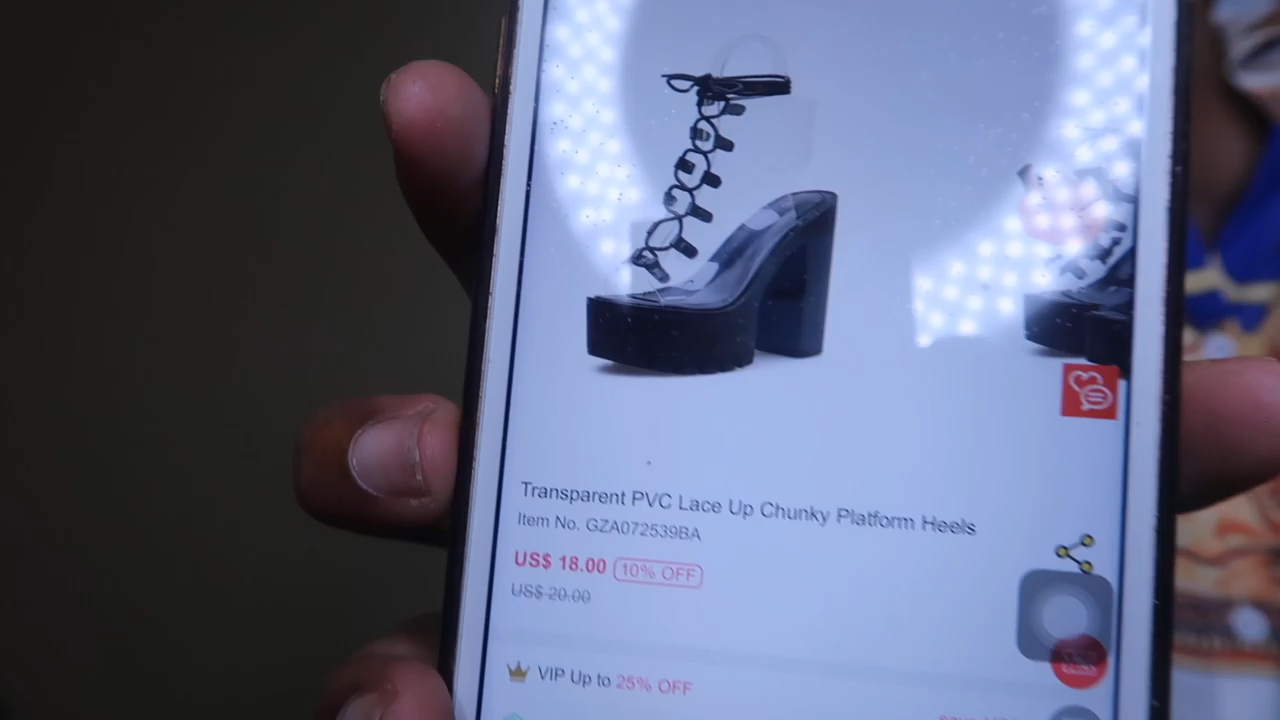 Transparent PVC Lace Up Chunky Platform Heels
Item No. GZA072539BA
US$ 18.00 10% OFF
US$ 20.00
VIP Up to 25% OFF